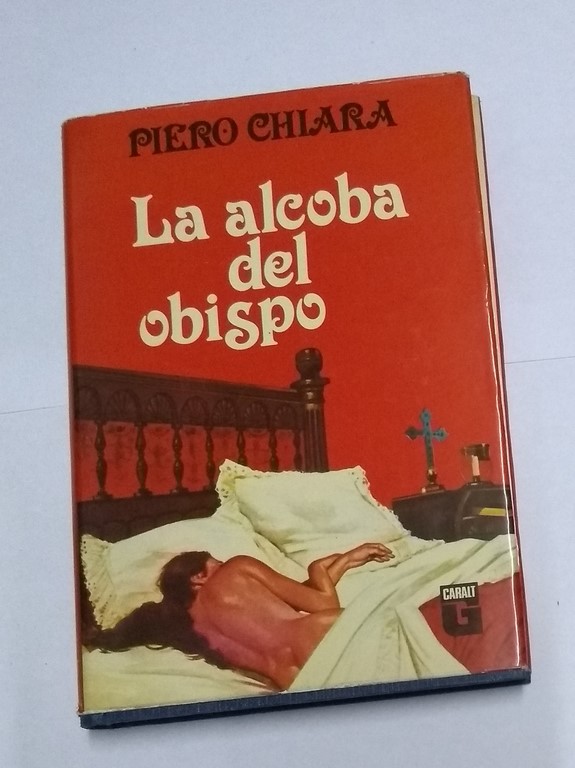 PIERO CHIARA
La alcoba
del
obispo
CARALT
G